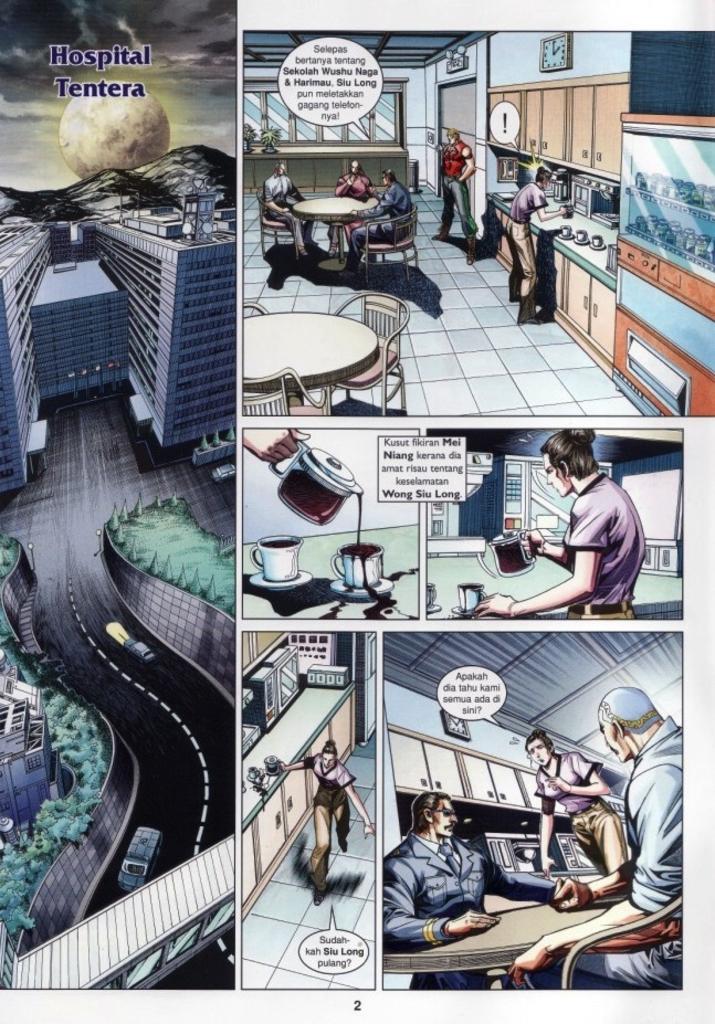 Hospital
Tentera
Selepas
bertanya tentang
Sekolah Wushu Naga
& Harimau, Siu Long
pun meletakkan
gagang telefon-
nya!
!
Kusut fikiran Mei
Niang kerana dia
amat risau tentang
keselamatan
Wong Siu Long.
Sudah-
kah Siu Long
pulang?
Apakah
dia tahu kami
semua ada di
sini?
2